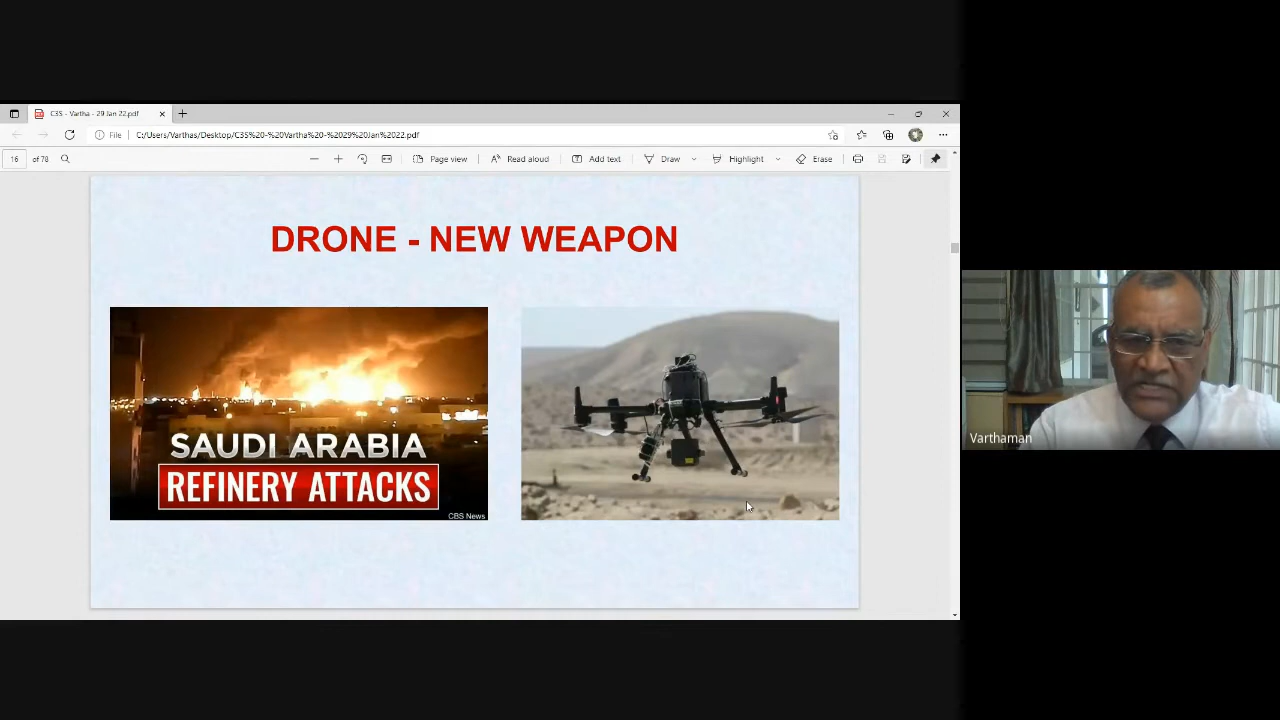 C3S - Vartha - 29 Jan 22.pdf
File C:/Users/Varthas/Desktop/C3S%20-%20Vartha%20-%2029%20Jan%2022.pdf
16 of 78 Page view Read aloud Add text Draw Highlight Erase
DRONE - NEW WEAPON
SAUDI ARABIA
REFINERY ATTACKS
CBS News
Varthaman